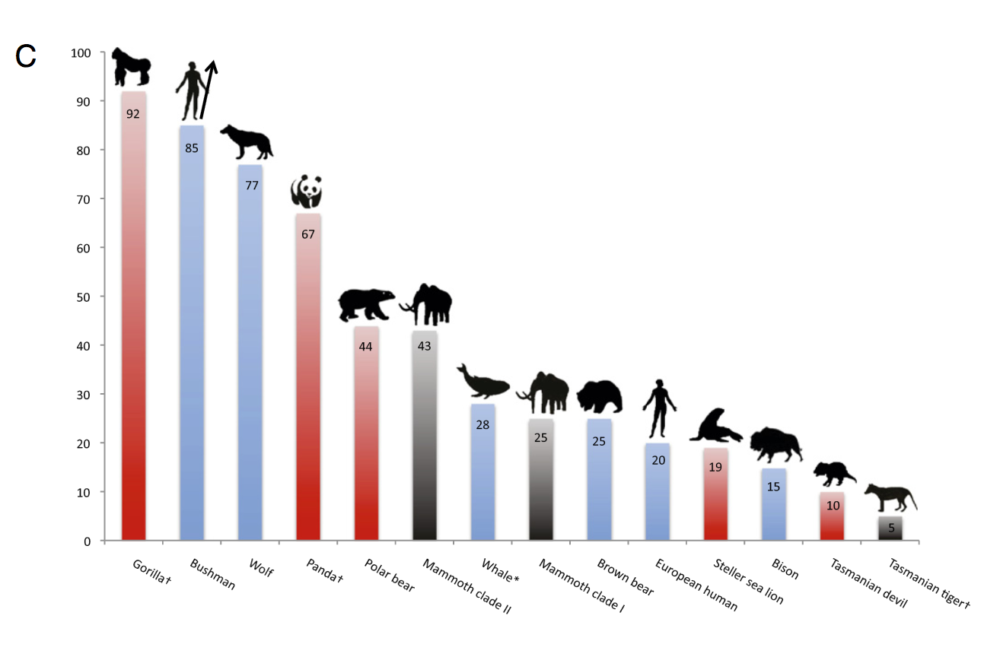 C
100
90
80
70
60
50
40
30
20
10
0
92
85
77
67
44
43
28
25
25
20
19
15
10
5
Gorilla†
Bushman
Wolf
Panda†
Polar bear
Mammoth clade II
Whale*
Mammoth clade I
Brown bear
European human
Steller sea lion
Bison
Tasmanian devil
Tasmanian tiger†